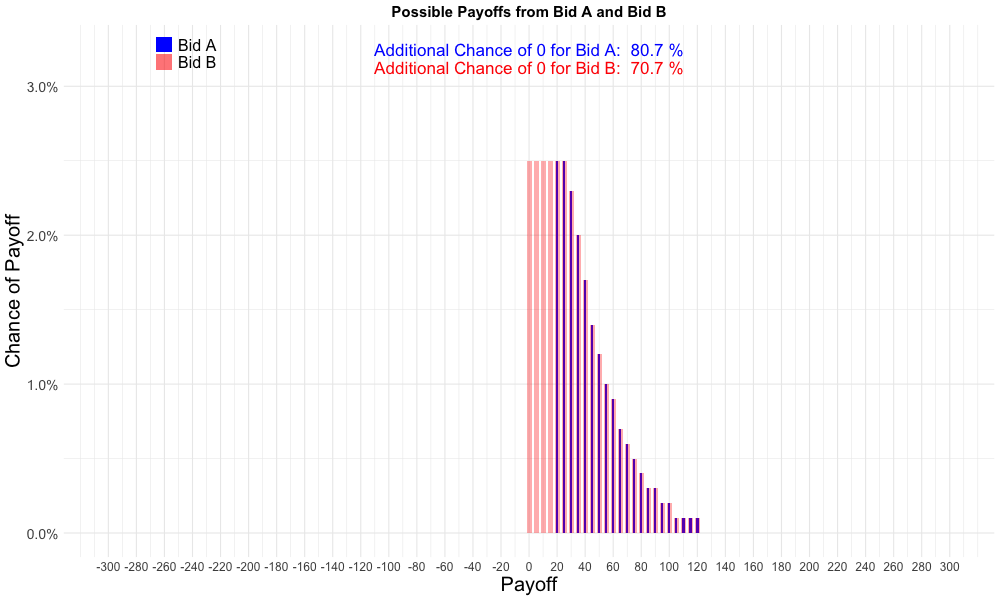 Possible Payoffs from Bid A and Bid B
Bid A
Bid B
Additional Chance of 0 for Bid A: 80.7 %
Additional Chance of 0 for Bid B: 70.7 %
Chance of Payoff
3.0%
2.0%
1.0%
0.0%
-300 -280 -260 -240 -220 -200 -180 -160 -140 -120 -100 -80 -60 -40 -20 0 20 40 60 80 100 120 140 160 180 200 220 240 260 280 300
Payoff